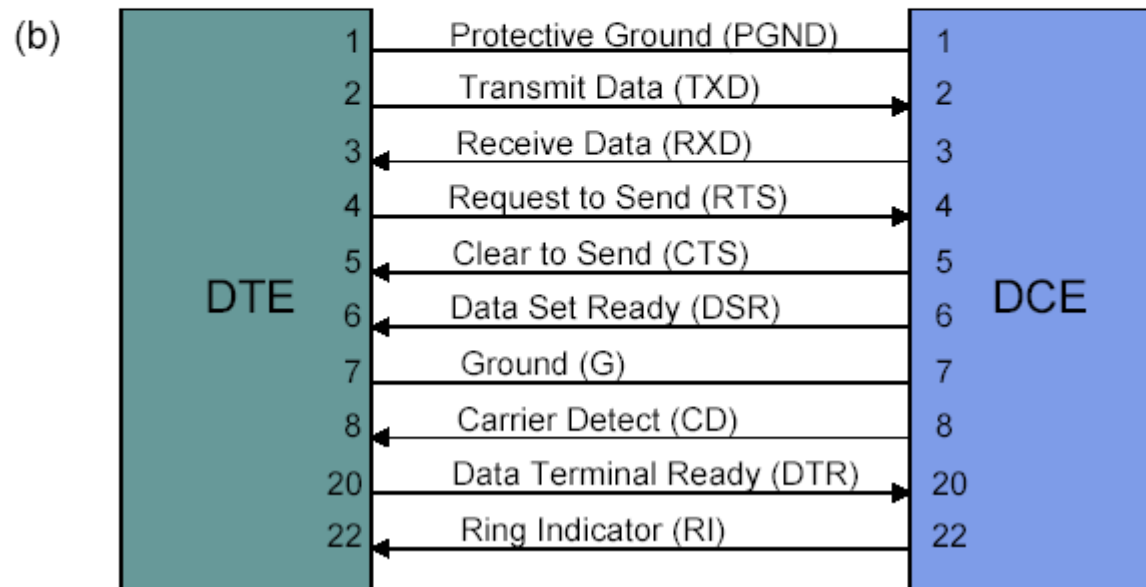 (b)
1 Protective Ground (PGND) 1
2 Transmit Data (TXD) 2
3 Receive Data (RXD) 3
4 Request to Send (RTS) 4
5 Clear to Send (CTS) 5
DTE DCE
6 Data Set Ready (DSR) 6
7 Ground (G) 7
8 Carrier Detect (CD) 8
20 Data Terminal Ready (DTR) 20
22 Ring Indicator (RI) 22